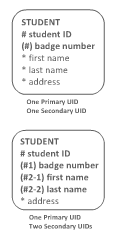 STUDENT
# student ID
(#) badge number
* first name
* last name
* address
One Primary UID
One Secondary UID
STUDENT
# student ID
(#1) badge number
(#2-1) first name
(#2-2) last name
* address
One Primary UID
Two Secondary UIDs